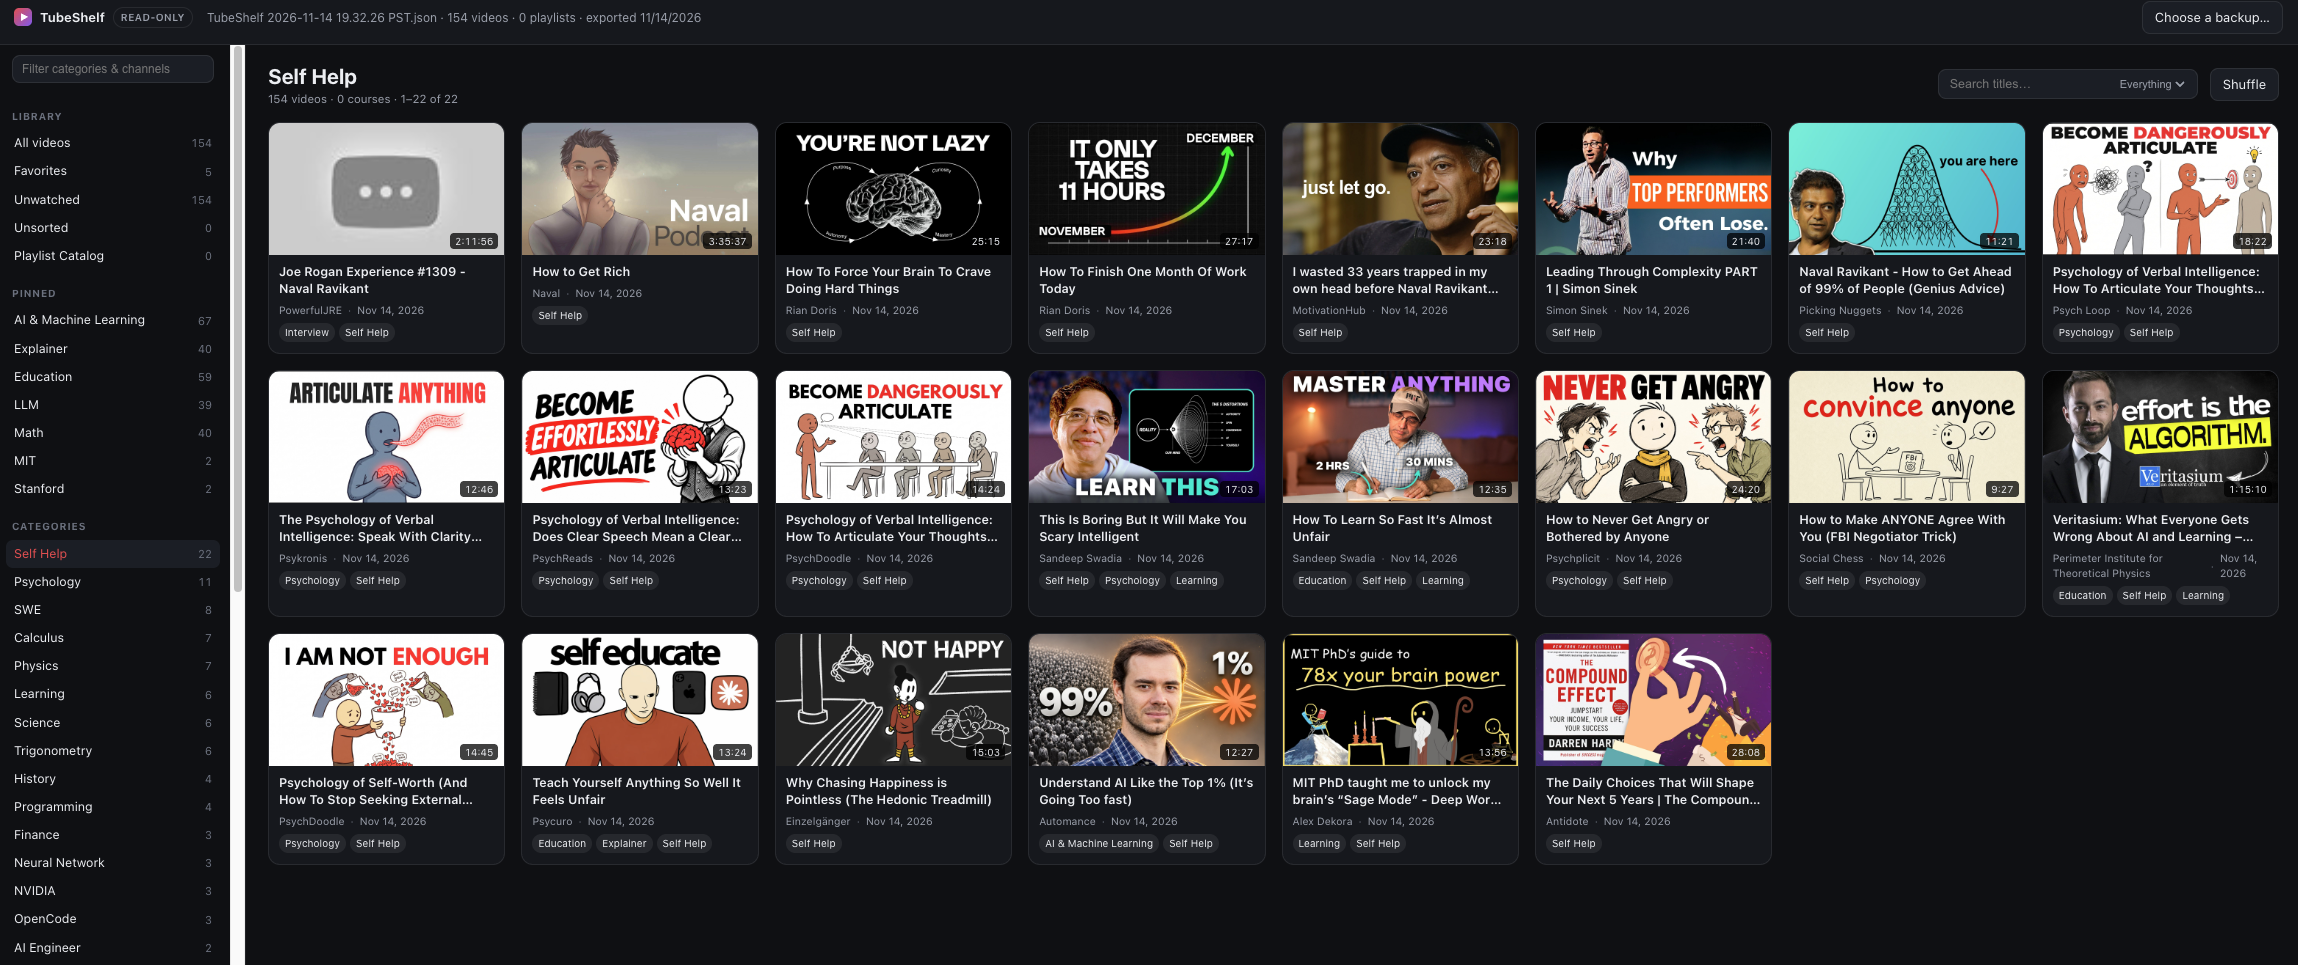 TubeShelf READ-ONLY TubeShelf 2026-11-14 19.32.26 PST.json · 154 videos · 0 playlists · exported 11/14/2026 Choose a backup...
Filter categories & channels
LIBRARY
All videos 154
Favorites 5
Unwatched 154
Unsorted 0
Playlist Catalog 0
PINNED
AI & Machine Learning 67
Explainer 40
Education 59
LLM 39
Math 40
MIT 2
Stanford 2
CATEGORIES
Self Help 22
Psychology 11
SWE 8
Calculus 7
Physics 7
Learning 6
Science 6
Trigonometry 6
History 4
Programming 4
Finance 3
Neural Network 3
NVIDIA 3
OpenCode 3
AI Engineer 2
Self Help
154 videos · 0 courses · 1–22 of 22
Search titles... Everything
Shuffle
2:11:56
Joe Rogan Experience #1309 -
Naval Ravikant
PowerfulJRE · Nov 14, 2026
Interview Self Help
Naval
Podcast
3:35:37
How to Get Rich
Naval · Nov 14, 2026
Self Help
YOU'RE NOT LAZY
Purpose
Curiosity
Autonomy
Mastery
25:15
How To Force Your Brain To Crave
Doing Hard Things
Rian Doris · Nov 14, 2026
Self Help
IT ONLY
TAKES
11 HOURS
DECEMBER
NOVEMBER
27:17
How To Finish One Month Of Work
Today
Rian Doris · Nov 14, 2026
Self Help
just let go.
23:18
I wasted 33 years trapped in my
own head before Naval Ravikant...
MotivationHub · Nov 14, 2026
Self Help
Why
TOP PERFORMERS
Often Lose.
21:40
Leading Through Complexity PART
1 | Simon Sinek
Simon Sinek · Nov 14, 2026
Self Help
you are here
11:21
Naval Ravikant - How to Get Ahead
of 99% of People (Genius Advice)
Picking Nuggets · Nov 14, 2026
Self Help
BECOME DANGEROUSLY
ARTICULATE
?
18:22
Psychology of Verbal Intelligence:
How To Articulate Your Thoughts...
Psych Loop · Nov 14, 2026
Psychology Self Help
ARTICULATE ANYTHING
12:46
The Psychology of Verbal
Intelligence: Speak With Clarity...
Psykronis · Nov 14, 2026
Psychology Self Help
BECOME
EFFORTLESSLY
ARTICULATE
13:23
Psychology of Verbal Intelligence:
Does Clear Speech Mean a Clear...
PsychReads · Nov 14, 2026
Psychology Self Help
BECOME DANGEROUSLY
ARTICULATE
14:24
Psychology of Verbal Intelligence:
How To Articulate Your Thoughts...
PsychDoodle · Nov 14, 2026
Psychology Self Help
THE 5 DISTORTIONS
REALITY
LEARN THIS
17:03
This Is Boring But It Will Make You
Scary Intelligent
Sandeep Swadia · Nov 14, 2026
Self Help Psychology Learning
MASTER ANYTHING
MIT
2 HRS
30 MINS
12:35
How To Learn So Fast It's Almost
Unfair
Sandeep Swadia · Nov 14, 2026
Education Self Help Learning
NEVER GET ANGRY
24:20
How to Never Get Angry or
Bothered by Anyone
Psychplicit · Nov 14, 2026
Psychology Self Help
How to
convince anyone
FBI
9:27
How to Make ANYONE Agree With
You (FBI Negotiator Trick)
Social Chess · Nov 14, 2026
Self Help Psychology
effort is the
ALGORITHM.
Veritasium
an element of truth
1:15:10
Veritasium: What Everyone Gets
Wrong About AI and Learning –...
Perimeter Institute for
Theoretical Physics · Nov 14,
2026
Education Self Help Learning
I AM NOT ENOUGH
14:45
Psychology of Self-Worth (And
How To Stop Seeking External...
PsychDoodle · Nov 14, 2026
Psychology Self Help
self educate
13:24
Teach Yourself Anything So Well It
Feels Unfair
Psycuro · Nov 14, 2026
Education Explainer Self Help
NOT HAPPY
15:03
Why Chasing Happiness is
Pointless (The Hedonic Treadmill)
Einzelgänger · Nov 14, 2026
Self Help
99%
1%
12:27
Understand AI Like the Top 1% (It's
Going Too fast)
Automance · Nov 14, 2026
AI & Machine Learning Self Help
MIT PhD's guide to
78x your brain power
13:56
MIT PhD taught me to unlock my
brain's “Sage Mode” - Deep Wor...
Alex Dekora · Nov 14, 2026
Learning Self Help
NEW YORK TIMES BESTSELLER
THE
COMPOUND
EFFECT
JUMPSTART
YOUR INCOME, YOUR LIFE,
YOUR SUCCESS
DARREN HARDY
28:08
The Daily Choices That Will Shape
Your Next 5 Years | The Compoun...
Antidote · Nov 14, 2026
Self Help